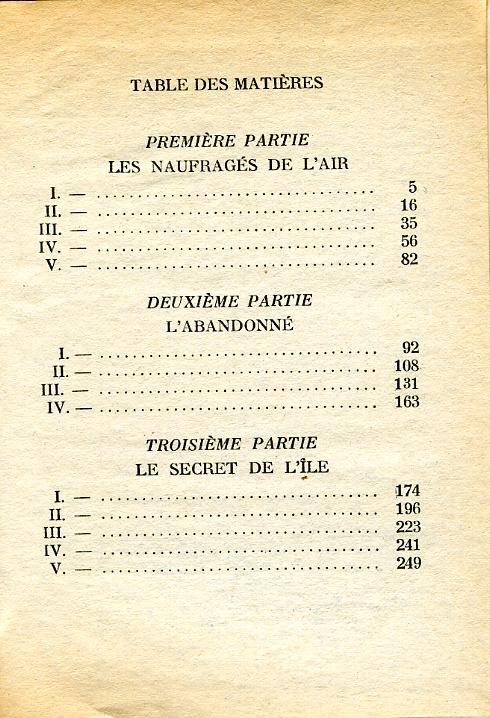 TABLE DES MATIÈRES
PREMIÈRE PARTIE
LES NAUFRAGÉS DE L'AIR
I. — .................................. 5
II. — .................................. 16
III. — .................................. 35
IV. — .................................. 56
V. — .................................. 82
DEUXIÈME PARTIE
L'ABANDONNÉ
I. — .................................. 92
II. — .................................. 108
III. — .................................. 131
IV. — .................................. 163
TROISIÈME PARTIE
LE SECRET DE L'ÎLE
I. — .................................. 174
II. — .................................. 196
III. — .................................. 223
IV. — .................................. 241
V. — .................................. 249